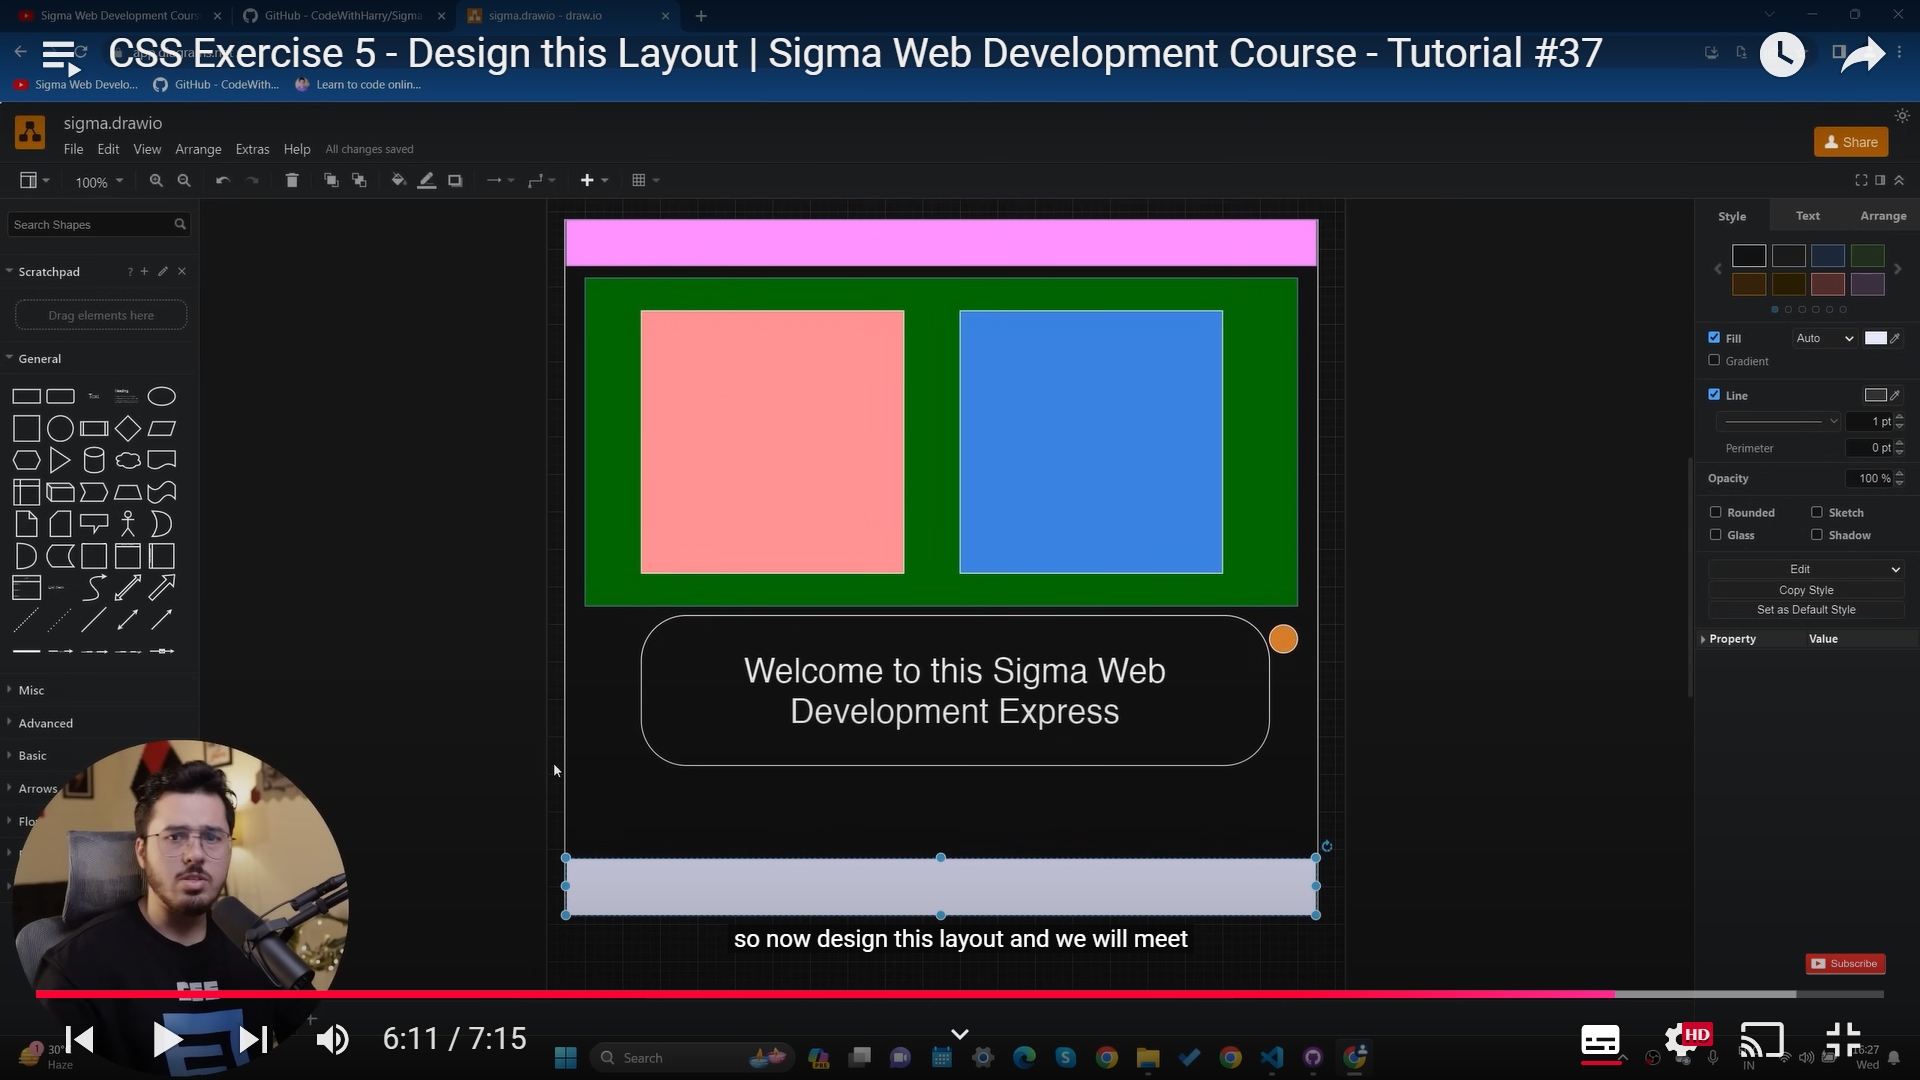 Sigma Web Development Cours
GitHub - CodeWithHarry/Sigma
sigma.drawio - draw.io
CSS Exercise 5 - Design this Layout | Sigma Web Development Course - Tutorial #37
Sigma Web Develo...
GitHub - CodeWith...
Learn to code onlin...
sigma.drawio
File Edit View Arrange Extras Help All changes saved
Share
100%
Search Shapes
Scratchpad
Drag elements here
General
Misc
Advanced
Basic
Arrows
Flo
Style Text Arrange
Fill Auto
Gradient
Line
1 pt
Perimeter 0 pt
Opacity 100 %
Rounded Sketch
Glass Shadow
Edit
Copy Style
Set as Default Style
Property Value
Welcome to this Sigma Web
Development Express
so now design this layout and we will meet
Subscribe
CSS
6:11 / 7:15
HD
1
30°
Haze
Search
IN
16:27
Wed